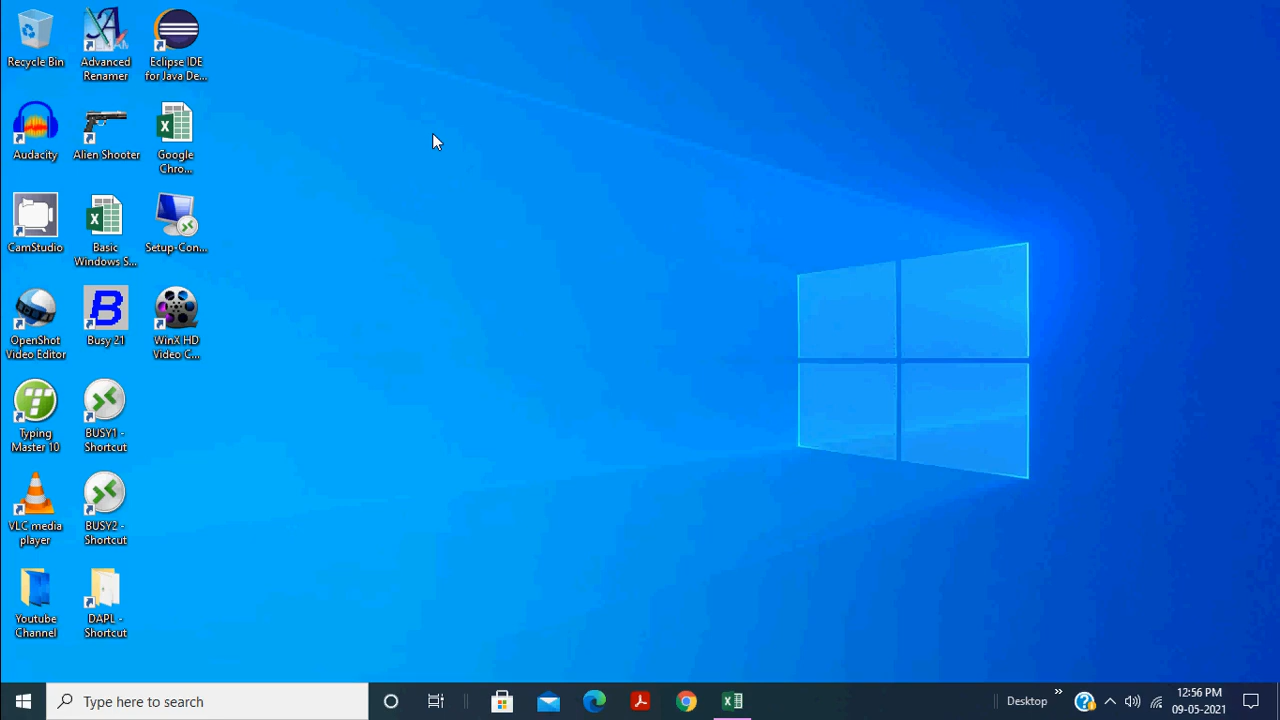 Recycle Bin
Advanced
Renamer
Eclipse IDE
for Java De...
Audacity
Alien Shooter
Google
Chro...
CamStudio
Basic
Windows S...
Setup-Con...
OpenShot
Video Editor
Busy 21
WinX HD
Video C...
Typing
Master 10
BUSY1 -
Shortcut
VLC media
player
BUSY2 -
Shortcut
Youtube
Channel
DAPL -
Shortcut
Type here to search
Desktop
12:56 PM
09-05-2021